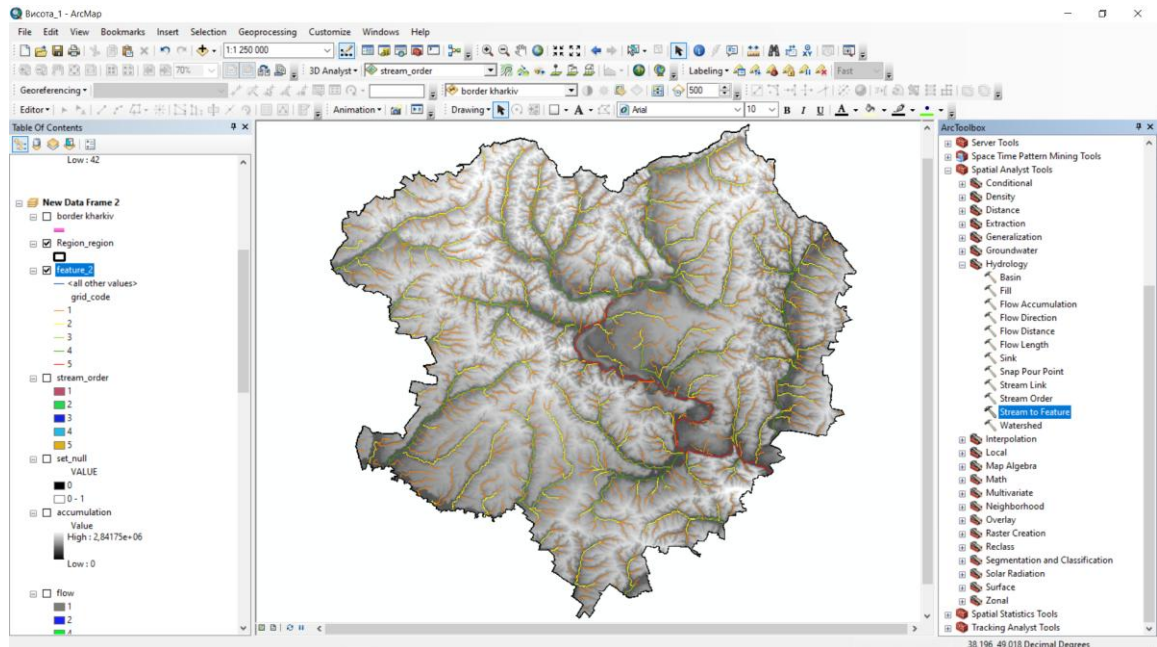 Висота_1 - ArcMap
File Edit View Bookmarks Insert Selection Geoprocessing Customize Windows Help
1:1 250 000
70% 3D Analyst stream_order Labeling Fast
Georeferencing border kharkiv 500
Editor Animation Drawing Arial 10 B I U A
Table Of Contents
Low : 42
New Data Frame 2
border kharkiv
Region_region
feature_2
<all other values>
grid_code
1
2
3
4
5
stream_order
1
2
3
4
5
set_null
VALUE
0
0 - 1
accumulation
Value
High : 2,84175e+06
Low : 0
flow
1
2
4
ArcToolbox
Server Tools
Space Time Pattern Mining Tools
Spatial Analyst Tools
Conditional
Density
Distance
Extraction
Generalization
Groundwater
Hydrology
Basin
Fill
Flow Accumulation
Flow Direction
Flow Distance
Flow Length
Sink
Snap Pour Point
Stream Link
Stream Order
Stream to Feature
Watershed
Interpolation
Local
Map Algebra
Math
Multivariate
Neighborhood
Overlay
Raster Creation
Reclass
Segmentation and Classification
Solar Radiation
Surface
Zonal
Spatial Statistics Tools
Tracking Analyst Tools
38,196 49,018 Decimal Degrees